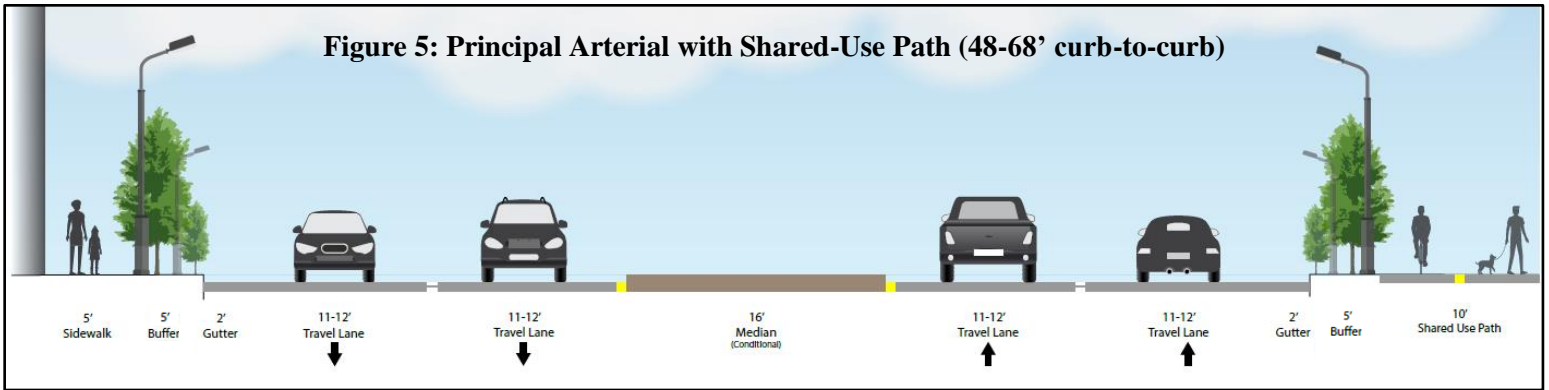 Figure 5: Principal Arterial with Shared-Use Path (48-68’ curb-to-curb)
5’
Sidewalk
5’
Buffer
2’
Gutter
11-12’
Travel Lane
11-12’
Travel Lane
16’
Median
(Conditional)
11-12’
Travel Lane
11-12’
Travel Lane
2’
Gutter
5’
Buffer
10’
Shared Use Path